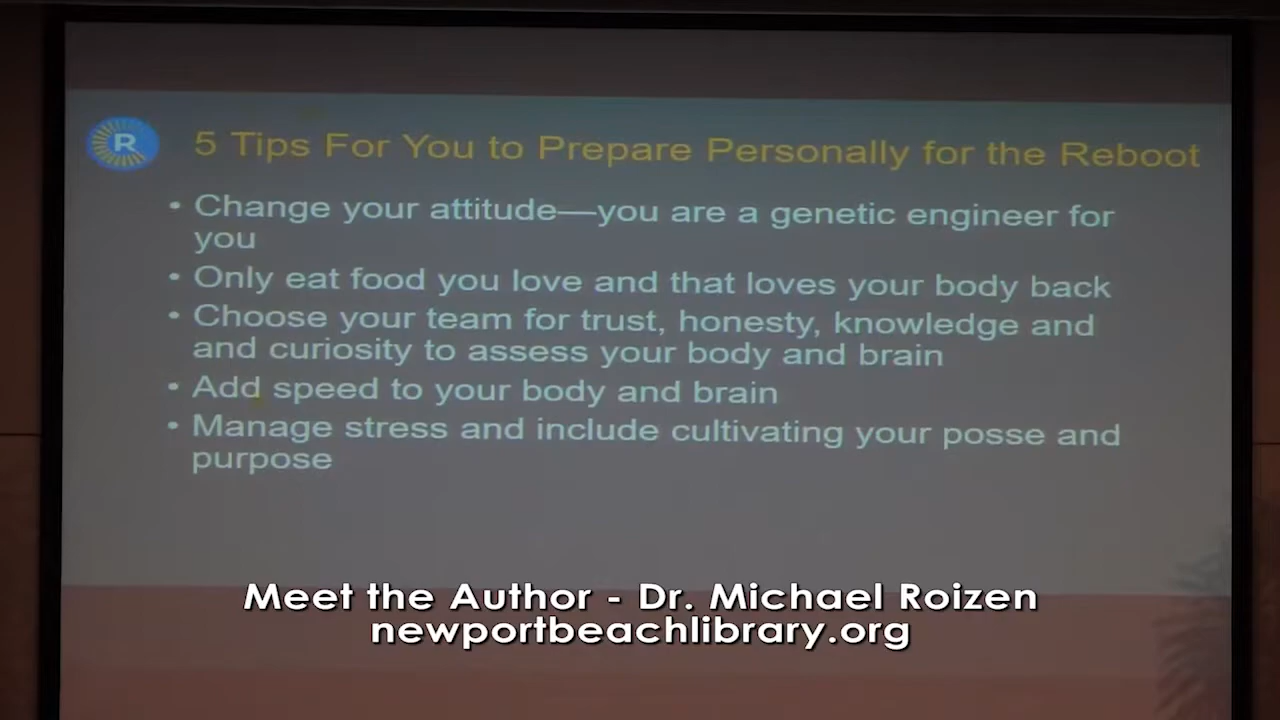 R
5 Tips For You to Prepare Personally for the Reboot
• Change your attitude—you are a genetic engineer for
you
• Only eat food you love and that loves your body back
• Choose your team for trust, honesty, knowledge and
and curiosity to assess your body and brain
• Add speed to your body and brain
• Manage stress and include cultivating your posse and
purpose
Meet the Author - Dr. Michael Roizen
newportbeachlibrary.org